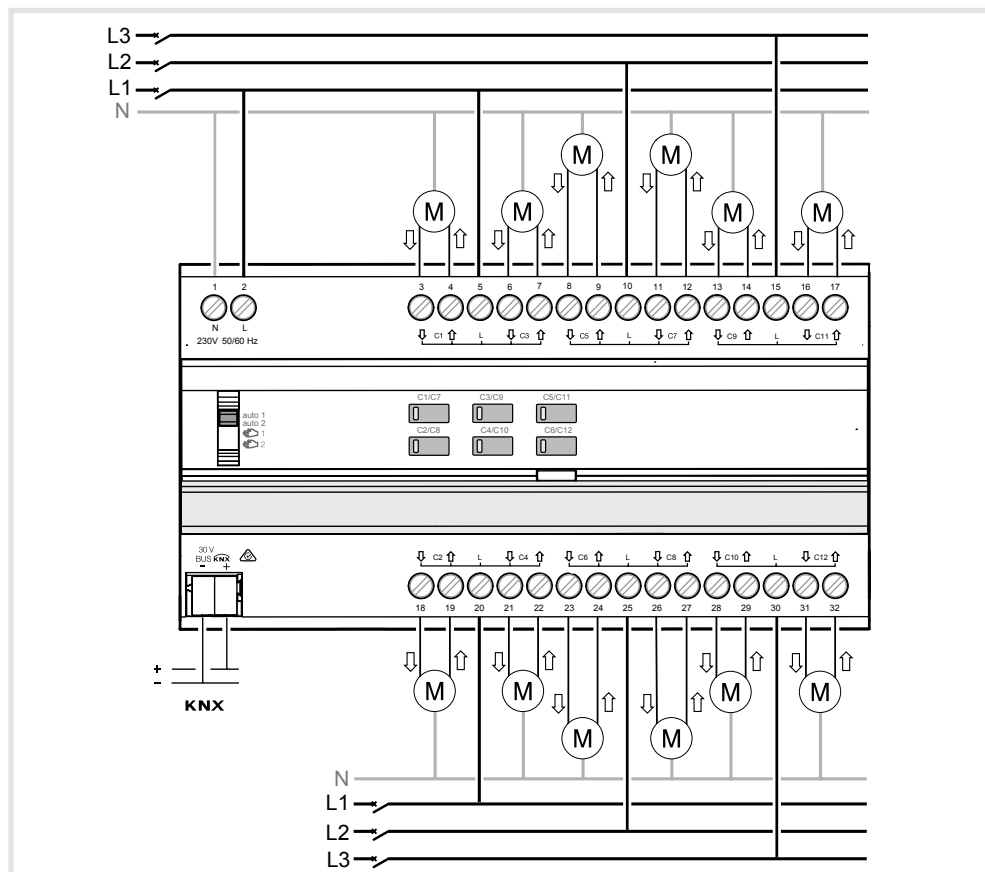 L3
L2
L1
N
M M
M M M M
1 2 3 4 5 6 7 8 9 10 11 12 13 14 15 16 17
N L C1 L C3 C5 L C7 C9 L C11
230V 50/60 Hz
auto 1
auto 2
1
2
C1/C7 C3/C9 C5/C11
C2/C8 C4/C10 C6/C12
30 V
BUS KNX
- +
C2 L C4 C6 L C8 C10 L C12
18 19 20 21 22 23 24 25 26 27 28 29 30 31 32
+
-
KNX
M M M M
M M
N
L1
L2
L3